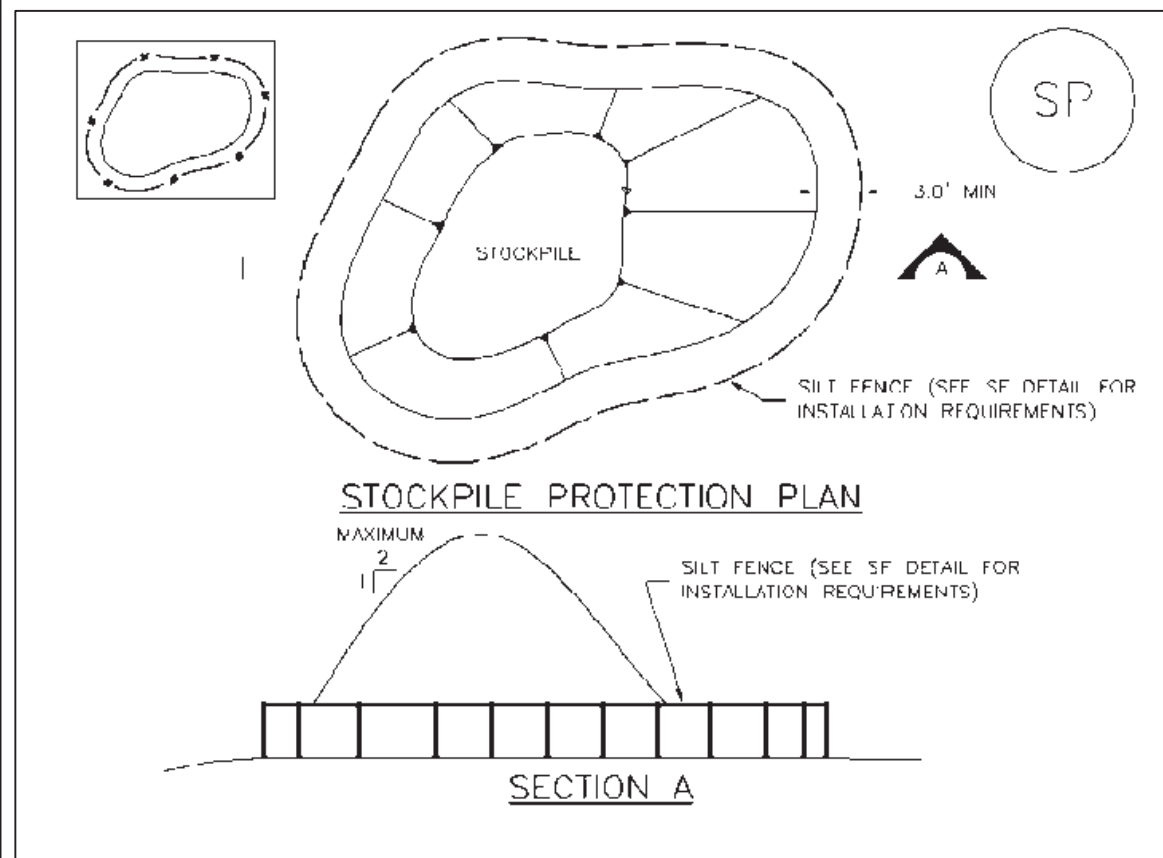 SP
3.0' MIN
A
STOCKPILE
SILT FENCE (SEE SF DETAIL FOR
INSTALLATION REQUIREMENTS)
STOCKPILE PROTECTION PLAN
MAXIMUM
2
1
SILT FENCE (SEE SF DETAIL FOR
INSTALLATION REQUIREMENTS)
SECTION A